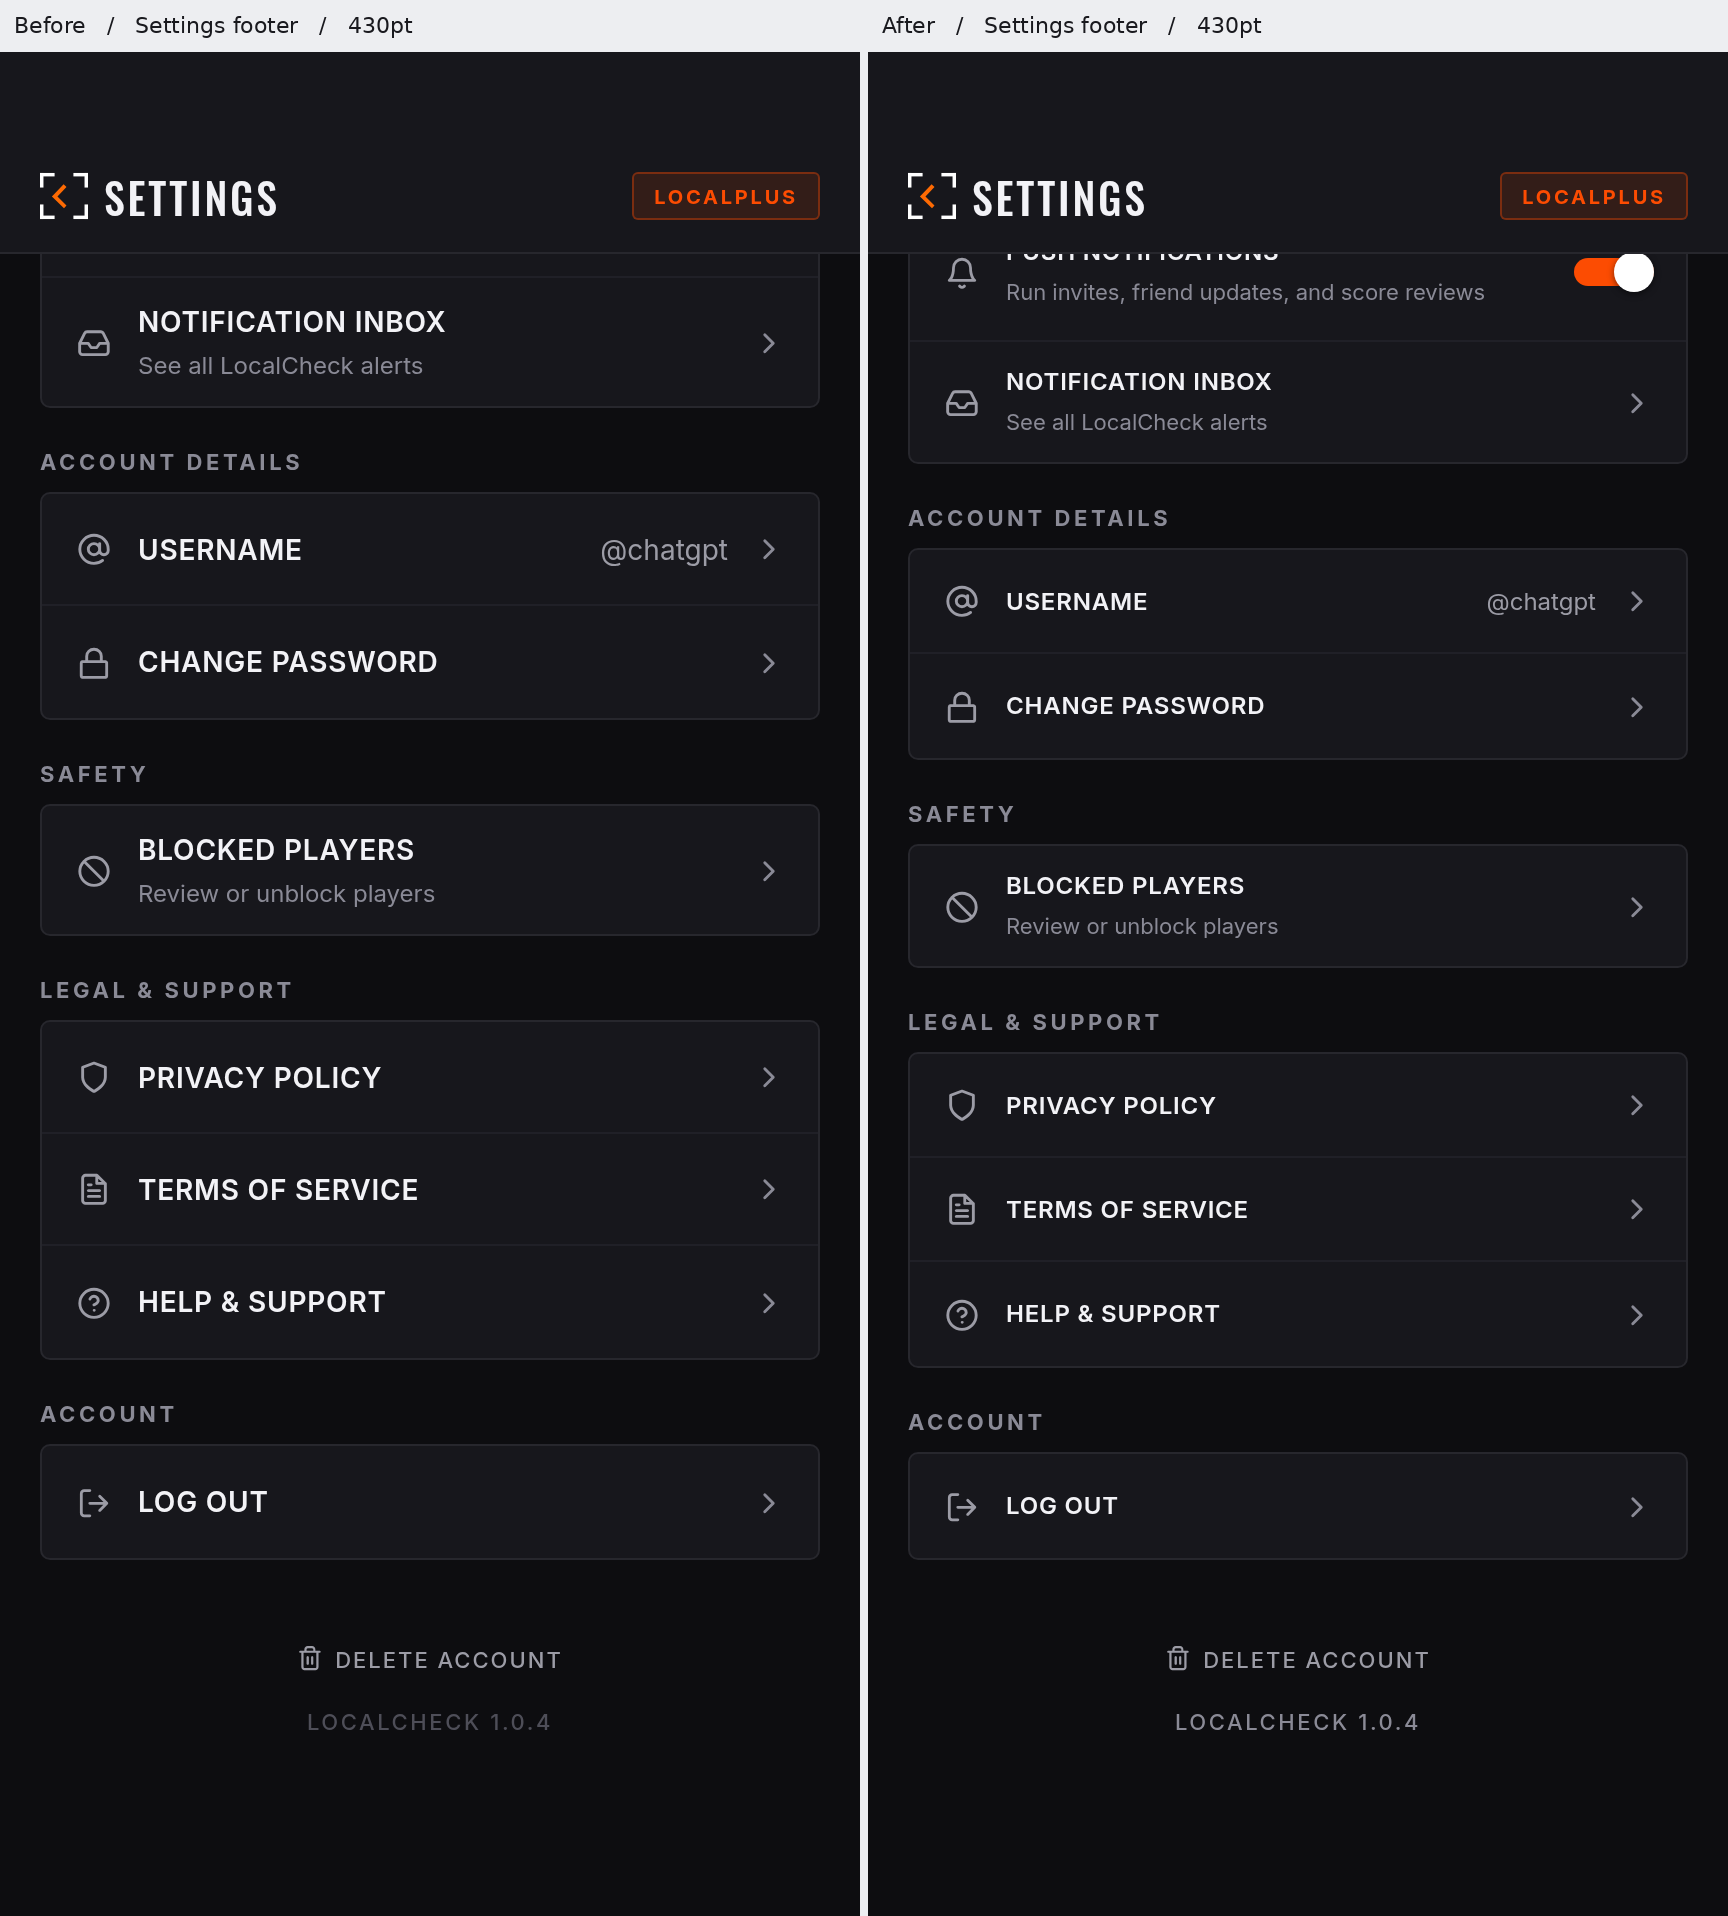 Before / Settings footer / 430pt
SETTINGS
LOCALPLUS
NOTIFICATION INBOX
See all LocalCheck alerts
ACCOUNT DETAILS
USERNAME
@chatgpt
CHANGE PASSWORD
SAFETY
BLOCKED PLAYERS
Review or unblock players
LEGAL & SUPPORT
PRIVACY POLICY
TERMS OF SERVICE
HELP & SUPPORT
ACCOUNT
LOG OUT
DELETE ACCOUNT
LOCALCHECK 1.0.4
After / Settings footer / 430pt
SETTINGS
LOCALPLUS
PUSH NOTIFICATIONS
Run invites, friend updates, and score reviews
NOTIFICATION INBOX
See all LocalCheck alerts
ACCOUNT DETAILS
USERNAME
@chatgpt
CHANGE PASSWORD
SAFETY
BLOCKED PLAYERS
Review or unblock players
LEGAL & SUPPORT
PRIVACY POLICY
TERMS OF SERVICE
HELP & SUPPORT
ACCOUNT
LOG OUT
DELETE ACCOUNT
LOCALCHECK 1.0.4